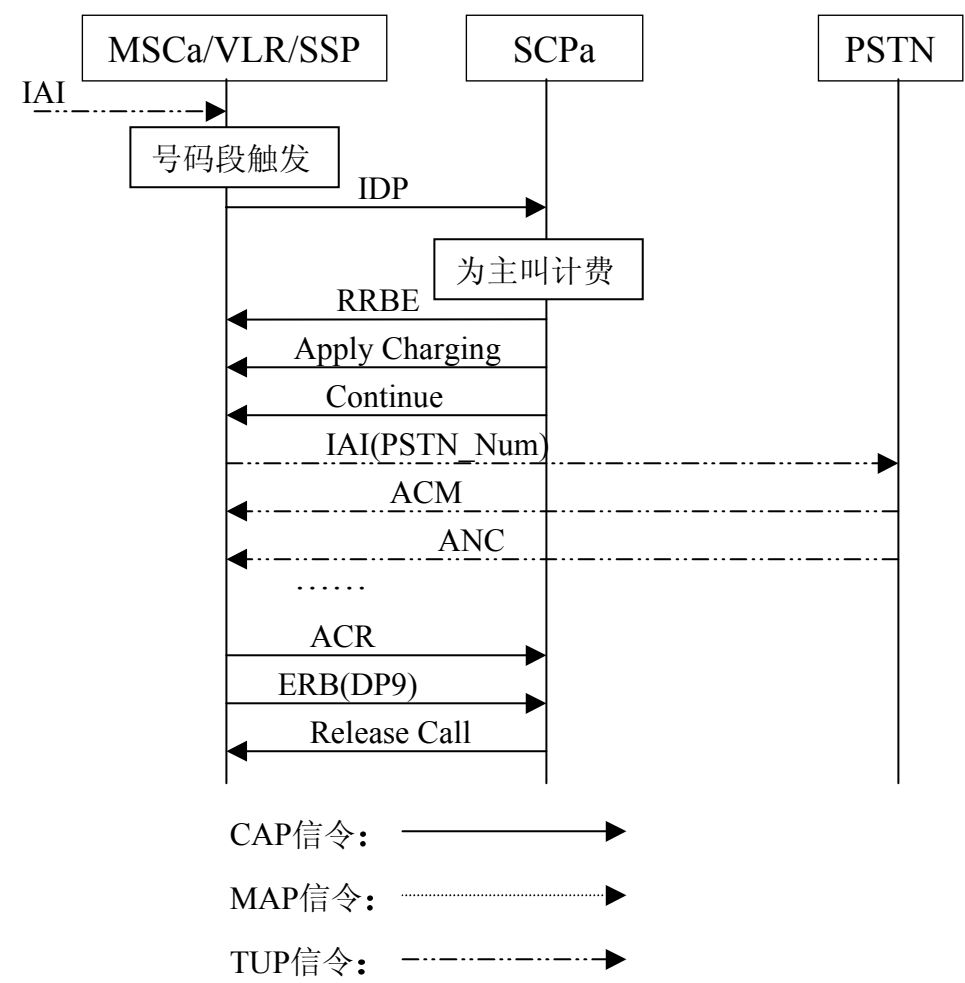 MSCa/VLR/SSP
SCPa
PSTN
IAI
号码段触发
IDP
为主叫计费
RRBE
Apply Charging
Continue
IAI(PSTN_Num)
ACM
ANC
……
ACR
ERB(DP9)
Release Call
CAP信令：
MAP信令：
TUP信令：